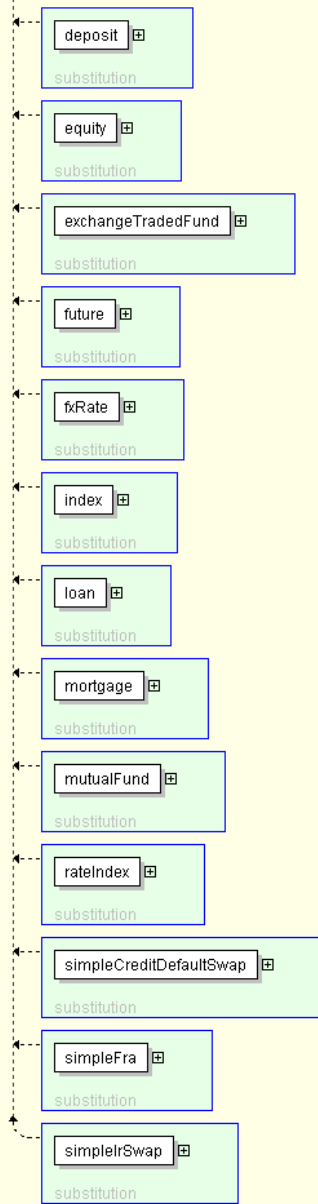 deposit
substitution
equity
substitution
exchangeTradedFund
substitution
future
substitution
fxRate
substitution
index
substitution
loan
substitution
mortgage
substitution
mutualFund
substitution
rateIndex
substitution
simpleCreditDefaultSwap
substitution
simpleFra
substitution
simpleIrSwap
substitution